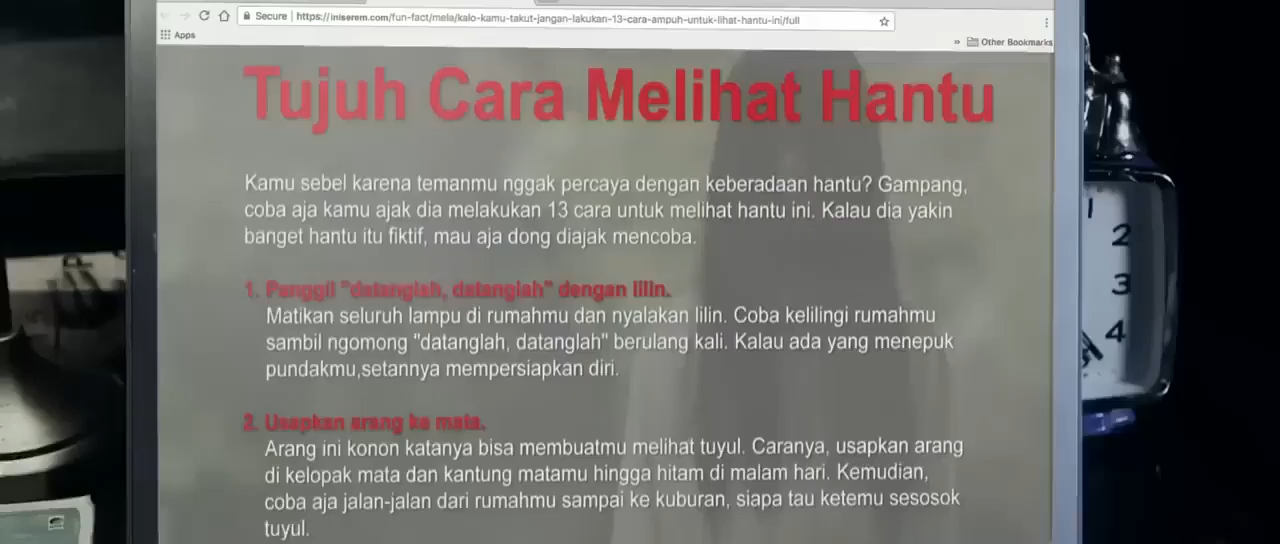 Secure | https://iniserem.com/fun-fact/mela/kalo-kamu-takut-jangan-lakukan-13-cara-ampuh-untuk-lihat-hantu-ini/full
Apps
» Other Bookmarks
Tujuh Cara Melihat Hantu
Kamu sebel karena temanmu nggak percaya dengan keberadaan hantu? Gampang,
coba aja kamu ajak dia melakukan 13 cara untuk melihat hantu ini. Kalau dia yakin
banget hantu itu fiktif, mau aja dong diajak mencoba.
1. Panggil "datanglah, datanglah" dengan lilin.
Matikan seluruh lampu di rumahmu dan nyalakan lilin. Coba kelilingi rumahmu
sambil ngomong "datanglah, datanglah" berulang kali. Kalau ada yang menepuk
pundakmu,setannya mempersiapkan diri.
2. Usapkan arang ke mata.
Arang ini konon katanya bisa membuatmu melihat tuyul. Caranya, usapkan arang
di kelopak mata dan kantung matamu hingga hitam di malam hari. Kemudian,
coba aja jalan-jalan dari rumahmu sampai ke kuburan, siapa tau ketemu sesosok
tuyul.
1
2
3
4